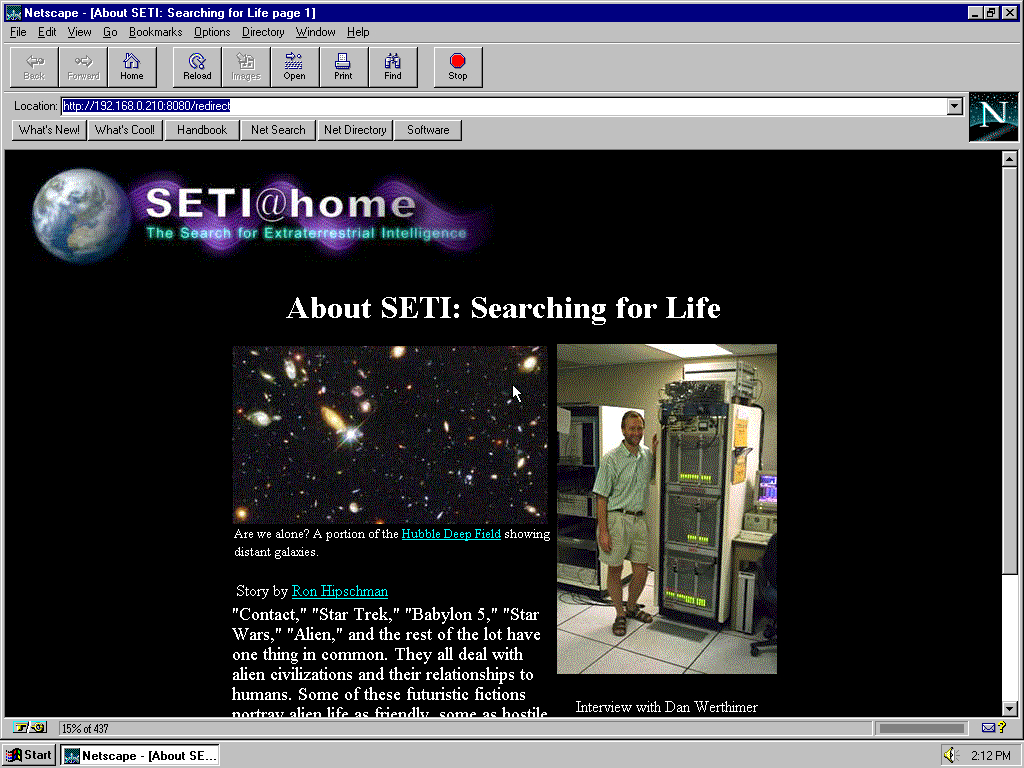 Netscape - [About SETI: Searching for Life page 1]
File Edit View Go Bookmarks Options Directory Window Help
Back Forward Home Reload Images Open Print Find Stop
Location: http://192.168.0.210:8080/redirect
N
What's New! What's Cool! Handbook Net Search Net Directory Software
SETI@home
The Search for Extraterrestrial Intelligence
About SETI: Searching for Life
Are we alone? A portion of the Hubble Deep Field showing
distant galaxies.
Story by Ron Hipschman
"Contact," "Star Trek," "Babylon 5," "Star
Wars," "Alien," and the rest of the lot have
one thing in common. They all deal with
alien civilizations and their relationships to
humans. Some of these futuristic fictions
portray alien life as friendly, some as hostile
Interview with Dan Werthimer
15% of 437
?
Start Netscape - [About SE... 2:12 PM